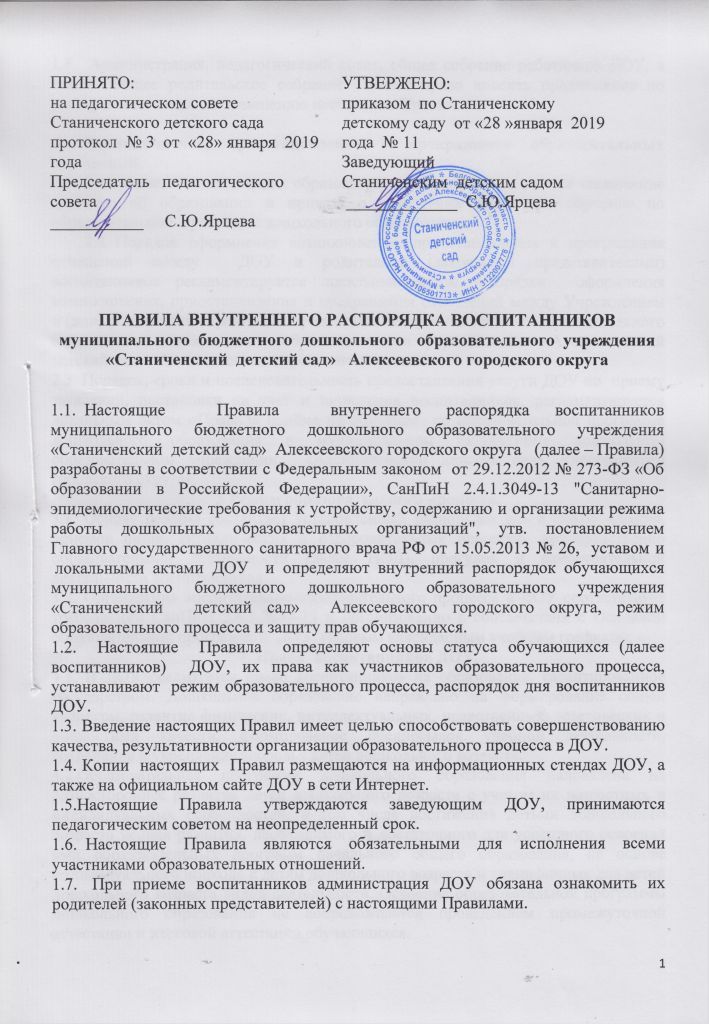 ПРИНЯТО:
на педагогическом совете
Станиченского детского сада
протокол № 3 от «28» января 2019
года
Председатель педагогического
совета
___________ С.Ю.Ярцева
УТВЕРЖЕНО:
приказом по Станиченскому
детскому саду от «28 »января 2019
года № 11
Заведующий
Станиченским детским садом
_____________ С.Ю.Ярцева
Станиченский
детский
сад
ПРАВИЛА ВНУТРЕННЕГО РАСПОРЯДКА ВОСПИТАННИКОВ
муниципального бюджетного дошкольного образовательного учреждения
«Станиченский детский сад» Алексеевского городского округа
1.1. Настоящие Правила внутреннего распорядка воспитанников
муниципального бюджетного дошкольного образовательного учреждения
«Станиченский детский сад» Алексеевского городского округа (далее – Правила)
разработаны в соответствии с Федеральным законом от 29.12.2012 № 273-ФЗ «Об
образовании в Российской Федерации», СанПиН 2.4.1.3049-13 "Санитарно-
эпидемиологические требования к устройству, содержанию и организации режима
работы дошкольных образовательных организаций", утв. постановлением
Главного государственного санитарного врача РФ от 15.05.2013 № 26, уставом и
локальными актами ДОУ и определяют внутренний распорядок обучающихся
муниципального бюджетного дошкольного образовательного учреждения
«Станиченский детский сад» Алексеевского городского округа, режим
образовательного процесса и защиту прав обучающихся.
1.2. Настоящие Правила определяют основы статуса обучающихся (далее
воспитанников) ДОУ, их права как участников образовательного процесса,
устанавливают режим образовательного процесса, распорядок дня воспитанников
ДОУ.
1.3. Введение настоящих Правил имеет целью способствовать совершенствованию
качества, результативности организации образовательного процесса в ДОУ.
1.4. Копии настоящих Правил размещаются на информационных стендах ДОУ, а
также на официальном сайте ДОУ в сети Интернет.
1.5.Настоящие Правила утверждаются заведующим ДОУ, принимаются
педагогическим советом на неопределенный срок.
1.6. Настоящие Правила являются обязательными для исполнения всеми
участниками образовательных отношений.
1.7. При приеме воспитанников администрация ДОУ обязана ознакомить их
родителей (законных представителей) с настоящими Правилами.
1